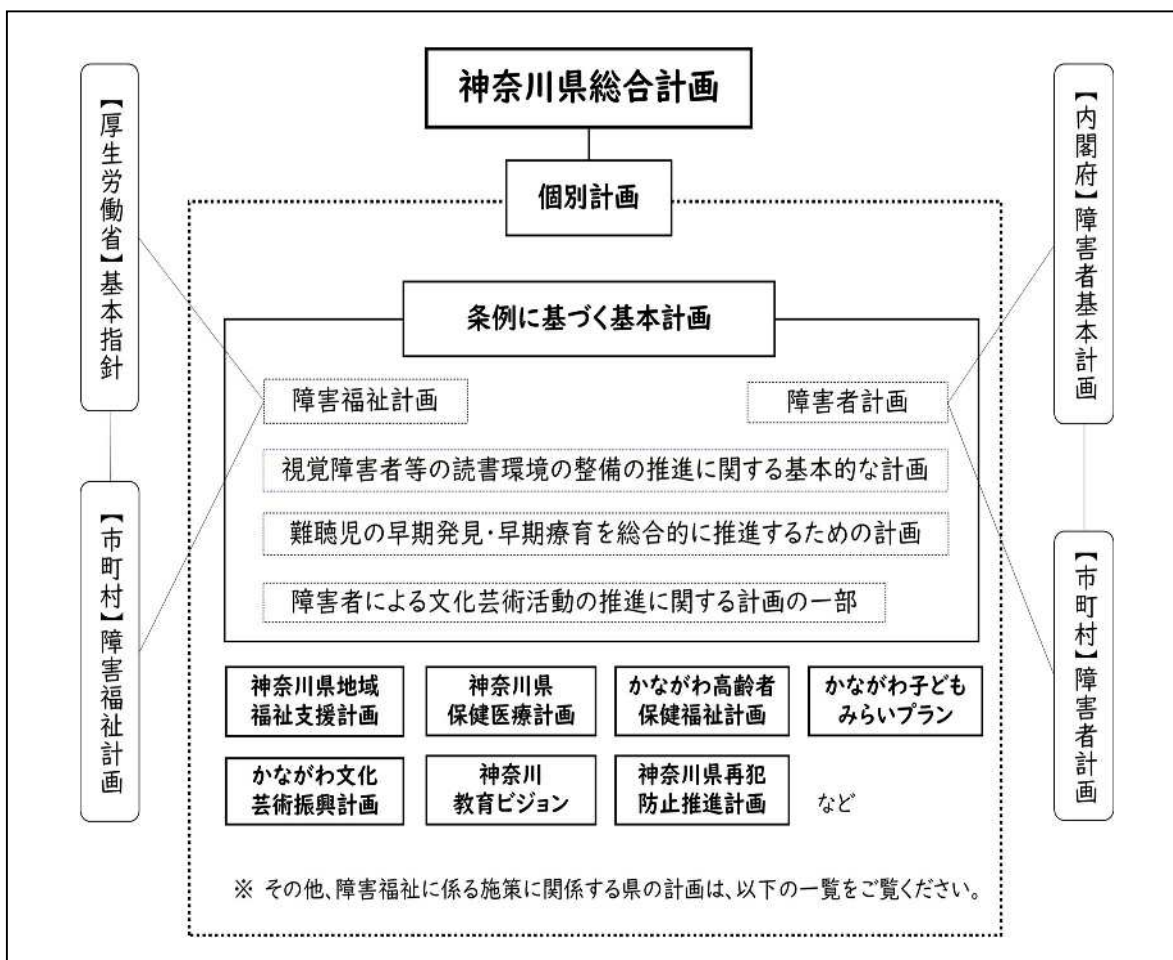 神奈川県総合計画
個別計画
【厚生労働省】基本指針
【市町村】障害福祉計画
【内閣府】障害者基本計画
【市町村】障害者計画
条例に基づく基本計画
障害福祉計画
障害者計画
視覚障害者等の読書環境の整備の推進に関する基本的な計画
難聴児の早期発見・早期療育を総合的に推進するための計画
障害者による文化芸術活動の推進に関する計画の一部
神奈川県地域
福祉支援計画
神奈川県
保健医療計画
かながわ高齢者
保健福祉計画
かながわ子ども
みらいプラン
かながわ文化
芸術振興計画
神奈川
教育ビジョン
神奈川県再犯
防止推進計画
など
※ その他、障害福祉に係る施策に関係する県の計画は、以下の一覧をご覧ください。